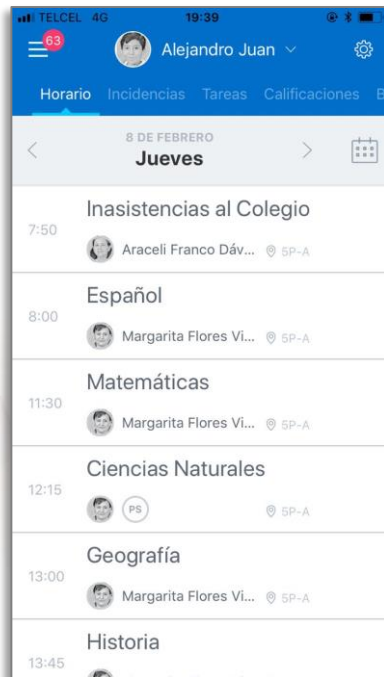 TELCEL 4G 19:39
63
Alejandro Juan
Horario Incidencias Tareas Calificaciones B
8 DE FEBRERO
Jueves
Inasistencias al Colegio
7:50
Araceli Franco Dáv... 5P-A
Español
8:00
Margarita Flores Vi... 5P-A
Matemáticas
11:30
Margarita Flores Vi... 5P-A
Ciencias Naturales
12:15
PS 5P-A
Geografía
13:00
Margarita Flores Vi... 5P-A
Historia
13:45